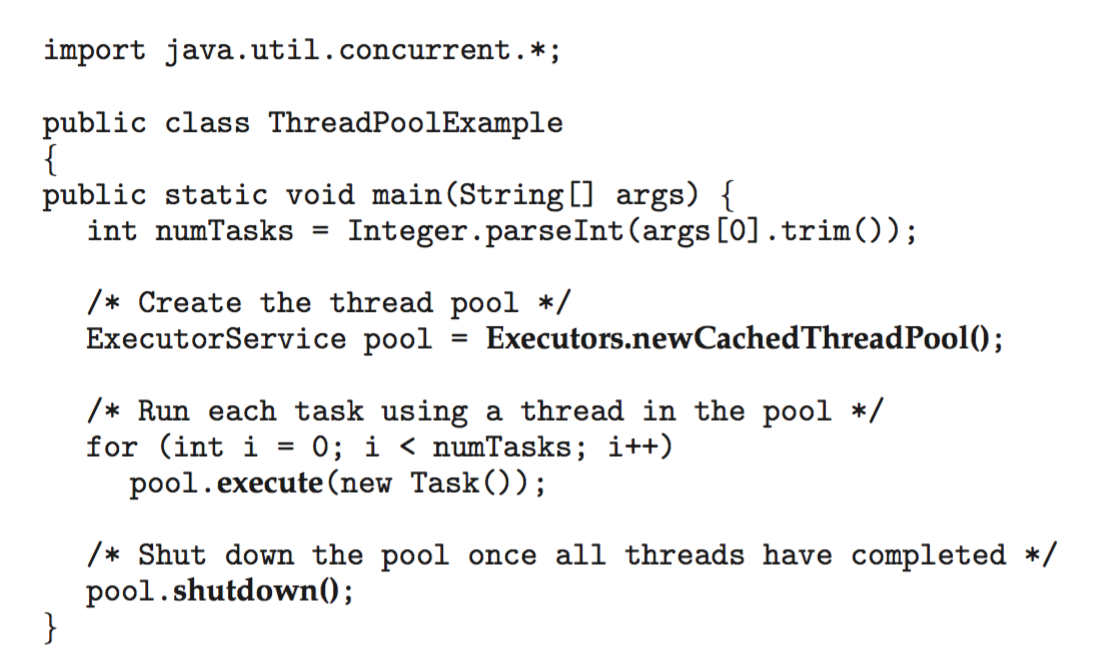 import java.util.concurrent.*;
public class ThreadPoolExample
{
public static void main(String[] args) {
int numTasks = Integer.parseInt(args[0].trim());
/* Create the thread pool */
ExecutorService pool = Executors.newCachedThreadPool();
/* Run each task using a thread in the pool */
for (int i = 0; i < numTasks; i++)
pool.execute(new Task());
/* Shut down the pool once all threads have completed */
pool.shutdown();
}